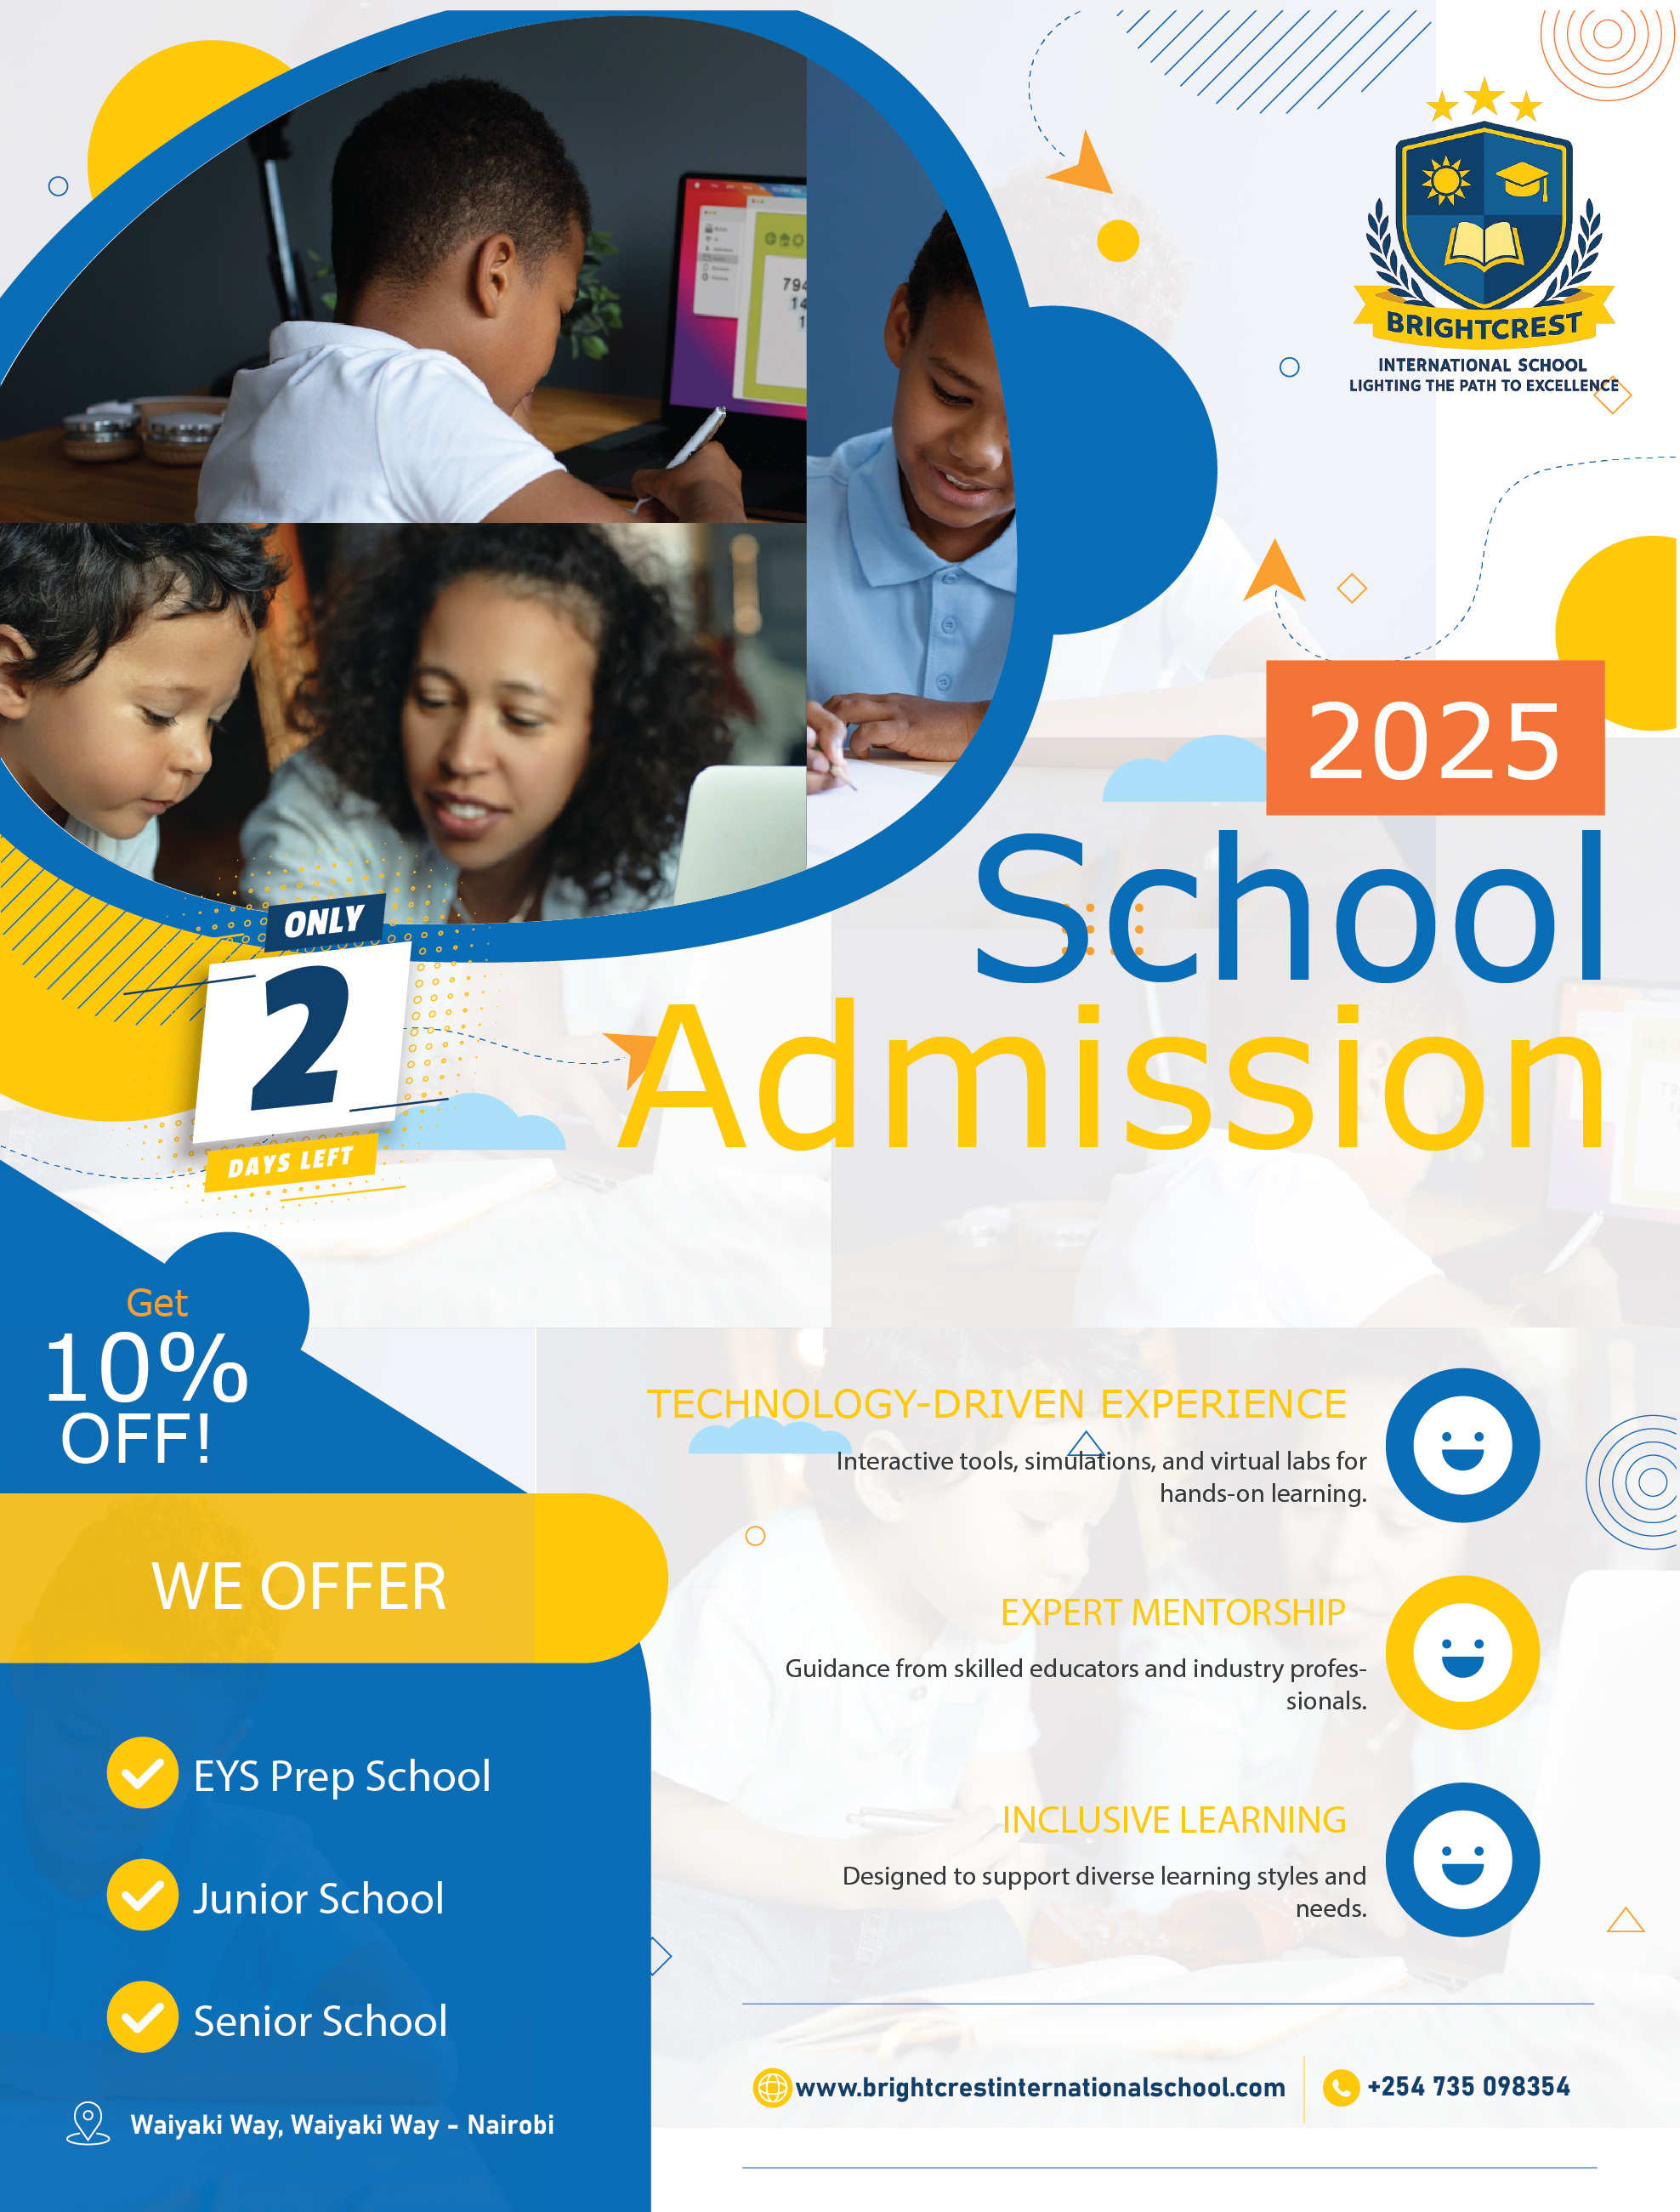 BRIGHTCREST
INTERNATIONAL SCHOOL
LIGHTING THE PATH TO EXCELLENCE
2025
School
Admission
ONLY
2
DAYS LEFT
Get
10%
OFF!
WE OFFER
EYS Prep School
Junior School
Senior School
Waiyaki Way, Waiyaki Way - Nairobi
TECHNOLOGY-DRIVEN EXPERIENCE
Interactive tools, simulations, and virtual labs for
hands-on learning.
EXPERT MENTORSHIP
Guidance from skilled educators and industry profes-
sionals.
INCLUSIVE LEARNING
Designed to support diverse learning styles and
needs.
www.brightcrestinternationalschool.com
+254 735 098354